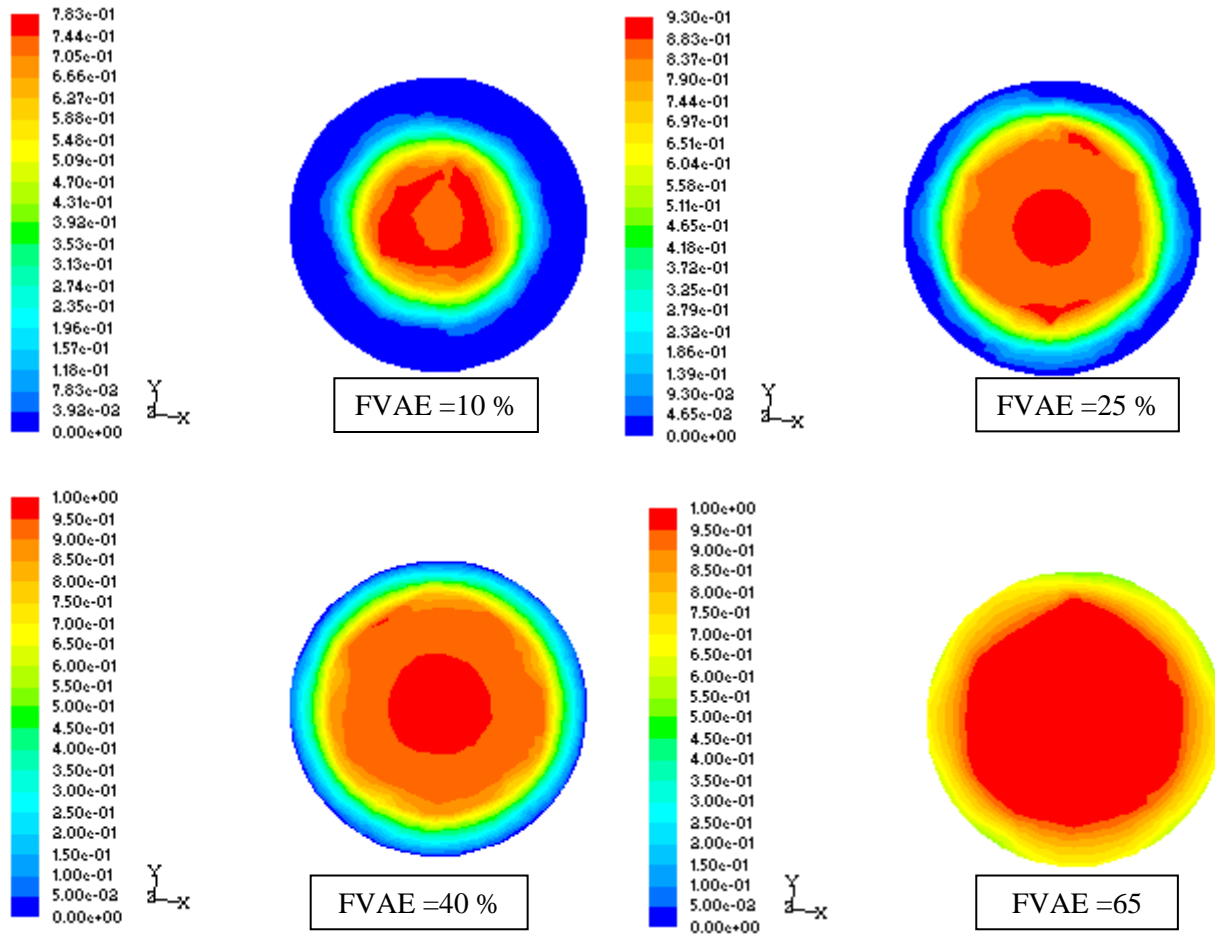 7.83e-01
7.44e-01
7.05e-01
6.66e-01
6.27e-01
5.88e-01
5.48e-01
5.09e-01
4.70e-01
4.31e-01
3.92e-01
3.53e-01
3.13e-01
2.74e-01
2.35e-01
1.96e-01
1.57e-01
1.18e-01
7.83e-02
3.92e-02
0.00e+00
Y
Z
X
FVAE =10 %
9.30e-01
8.83e-01
8.37e-01
7.90e-01
7.44e-01
6.97e-01
6.51e-01
6.04e-01
5.58e-01
5.11e-01
4.65e-01
4.18e-01
3.72e-01
3.25e-01
2.79e-01
2.32e-01
1.86e-01
1.39e-01
9.30e-02
4.65e-02
0.00e+00
Y
Z
X
FVAE =25 %
1.00e+00
9.50e-01
9.00e-01
8.50e-01
8.00e-01
7.50e-01
7.00e-01
6.50e-01
6.00e-01
5.50e-01
5.00e-01
4.50e-01
4.00e-01
3.50e-01
3.00e-01
2.50e-01
2.00e-01
1.50e-01
1.00e-01
5.00e-02
0.00e+00
Y
Z
X
FVAE =40 %
1.00e+00
9.50e-01
9.00e-01
8.50e-01
8.00e-01
7.50e-01
7.00e-01
6.50e-01
6.00e-01
5.50e-01
5.00e-01
4.50e-01
4.00e-01
3.50e-01
3.00e-01
2.50e-01
2.00e-01
1.50e-01
1.00e-01
5.00e-02
0.00e+00
Y
Z
X
FVAE =65